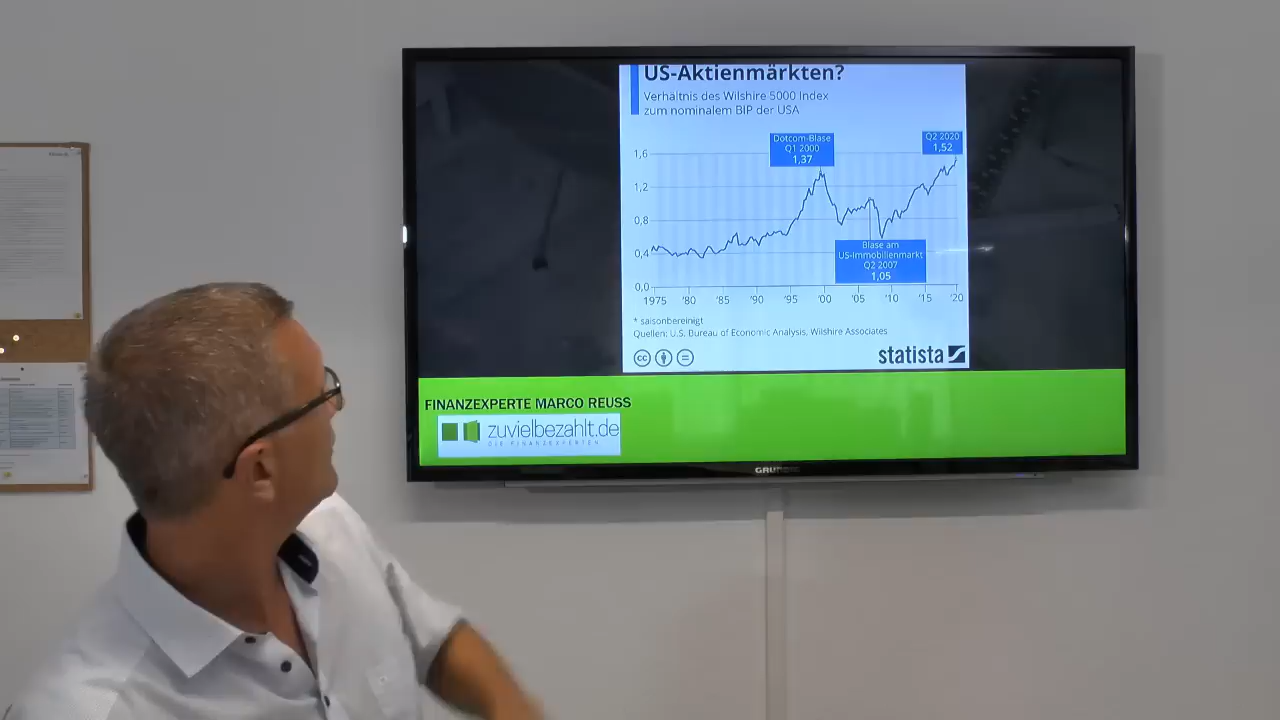 US-Aktienmärkten?
Verhältnis des Wilshire 5000 Index
zum nominalem BIP der USA
Dotcom-Blase
Q1 2000
1,37
Q2 2020
1,52
1,6
1,2
0,8
0,4
0,0
Blase am
US-Immobilienmarkt
Q2 2007
1,05
1975 '80 '85 '90 '95 '00 '05 '10 '15 '20
* saisonbereinigt
Quellen: U.S. Bureau of Economic Analysis, Wilshire Associates
cc
statista
FINANZEXPERTE MARCO REUSS
zuvielbezahlt.de
DIE FINANZEXPERTEN
GRUNDIG